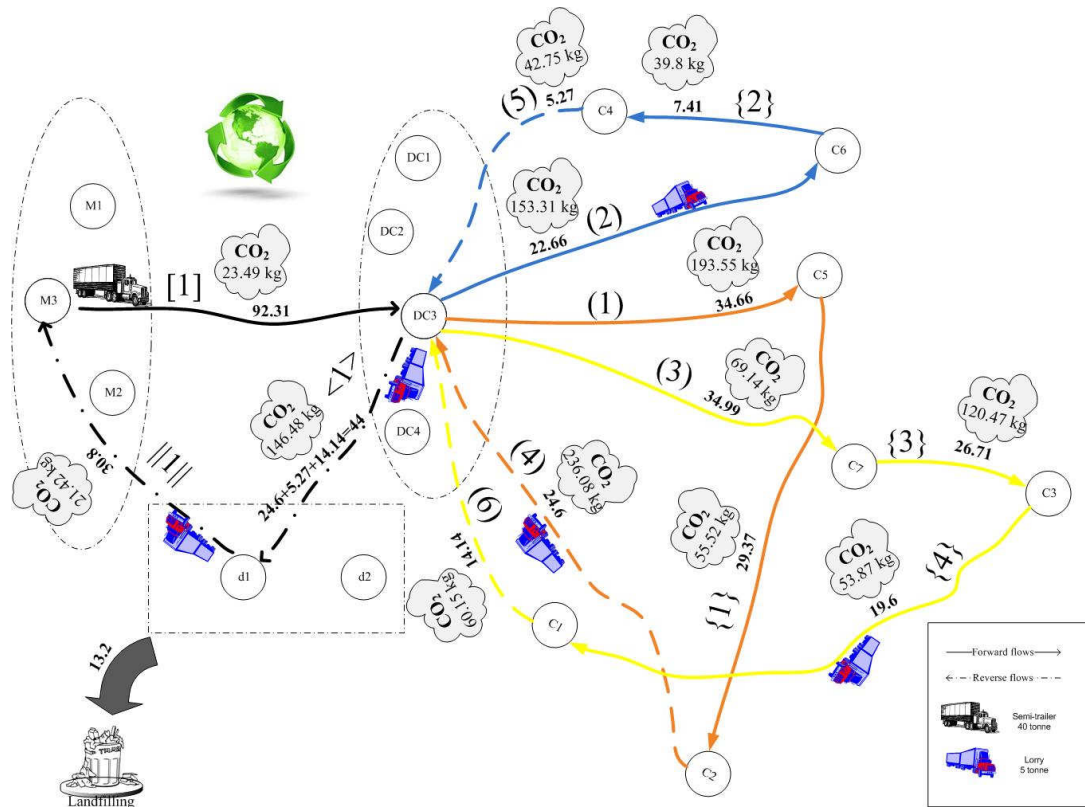 CO₂
42.75 kg
CO₂
39.8 kg
(5)
5.27
C4
7.41
{2}
C6
DC1
M1
CO₂
153.31 kg
(2)
22.66
DC2
CO₂
23.49 kg
[1]
92.31
M3
DC3
CO₂
193.55 kg
(1)
34.66
C5
M2
<1>
CO₂
146.48 kg
24.6+5.27+14.14=44
DC4
(3)
34.99
CO₂
69.14 kg
C7
{3}
CO₂
120.47 kg
26.71
C3
||1||
30.8
CO₂
21.42 kg
(4)
24.6
CO₂
236.08 kg
(6)
14.14
CO₂
60.15 kg
CO₂
55.52 kg
29.37
{1}
CO₂
53.87 kg
19.6
{4}
d1
d2
C1
C2
13.2
TRASH
Landfilling
Forward flows
Reverse flows
Semi-trailer
40 tonne
Lorry
5 tonne